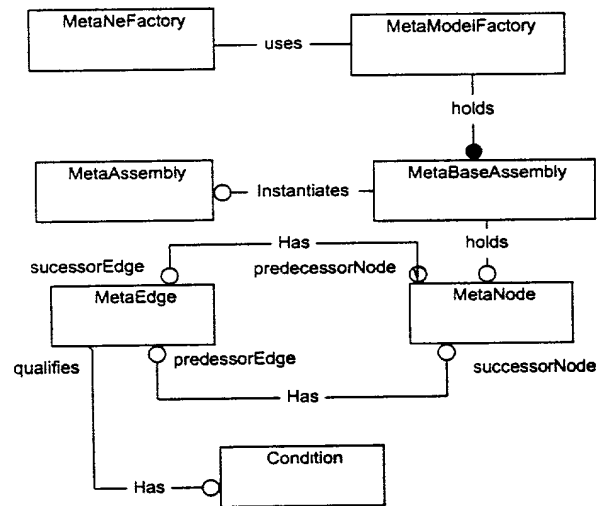 MetaNeFactory
uses
MetaModelFactory
holds
MetaAssembly
Instantiates
MetaBaseAssembly
holds
Has
sucessorEdge
predecessorNode
MetaEdge
MetaNode
qualifies
predessorEdge
successorNode
Has
Condition
Has